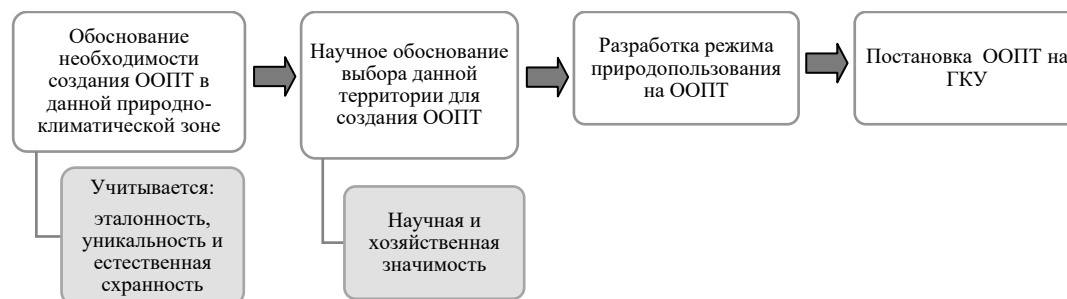 Обоснование
необходимости
создания ООПТ в
данной природно-
климатической зоне
Научное обоснование
выбора данной
территории для
создания ООПТ
Разработка режима
природопользования
на ООПТ
Постановка ООПТ на
ГКУ
Учитывается:
эталонность,
уникальность и
естественная
схранность
Научная и
хозяйственная
значимость